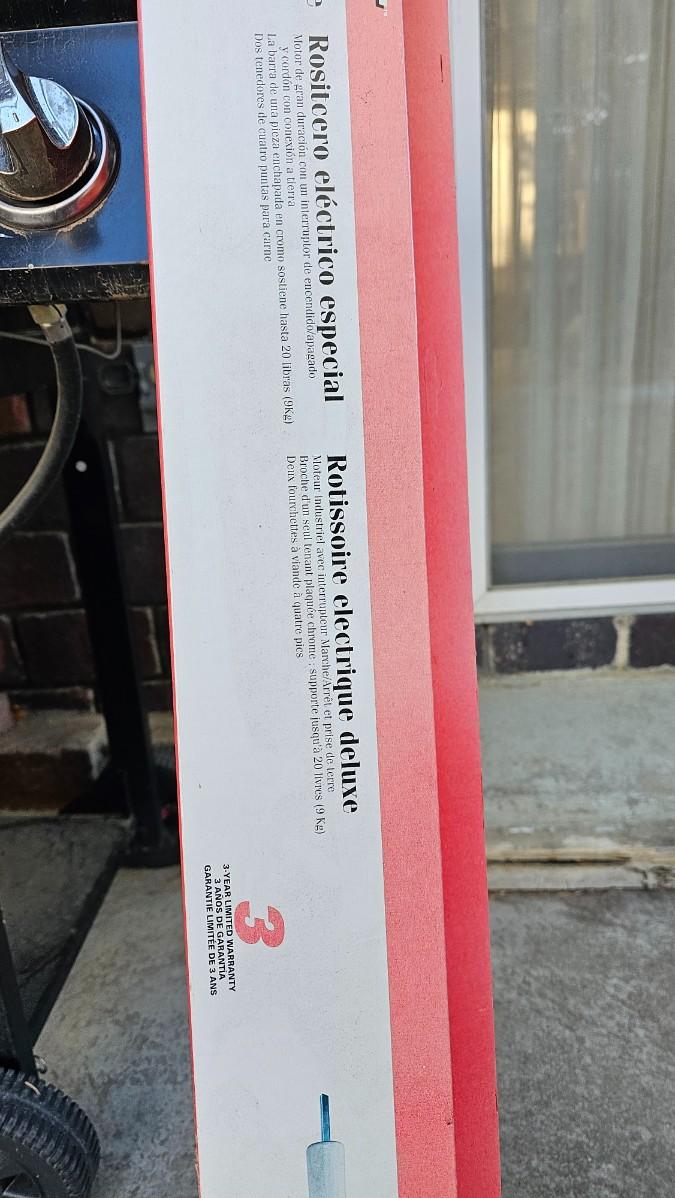 Rositcero eléctrico especial
Motor de gran duración con un interruptor de encendido/apagado
y cordón con conexión a tierra
La barra de una pieza enchapada en cromo sostiene hasta 20 libras (9Kg)
Dos tenedores de cuatro puntas para carne
Rotissoire electrique deluxe
Moteur Industriel avec interrupteur Marche/Arrêt et prise de terre
Broche d'un seul tenant plaquée chrome ; supporte jusqu'à 20 livres (9 Kg)
Deux fourchettes à viande à quatre pics
3
3-YEAR LIMITED WARRANTY
3 AÑOS DE GARANTÍA
GARANTIE LIMITÉE DE 3 ANS